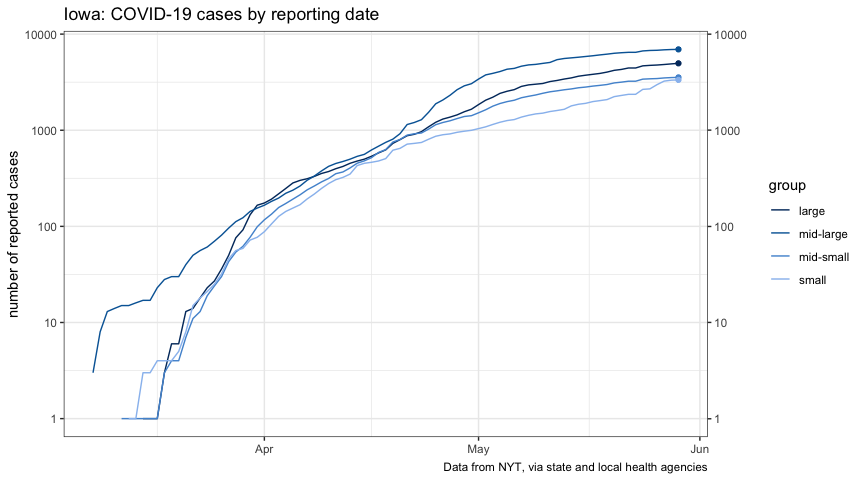 Iowa: COVID-19 cases by reporting date
10000
1000
100
10
1
number of reported cases
10000
1000
100
10
1
Apr
May
Jun
group
large
mid-large
mid-small
small
Data from NYT, via state and local health agencies